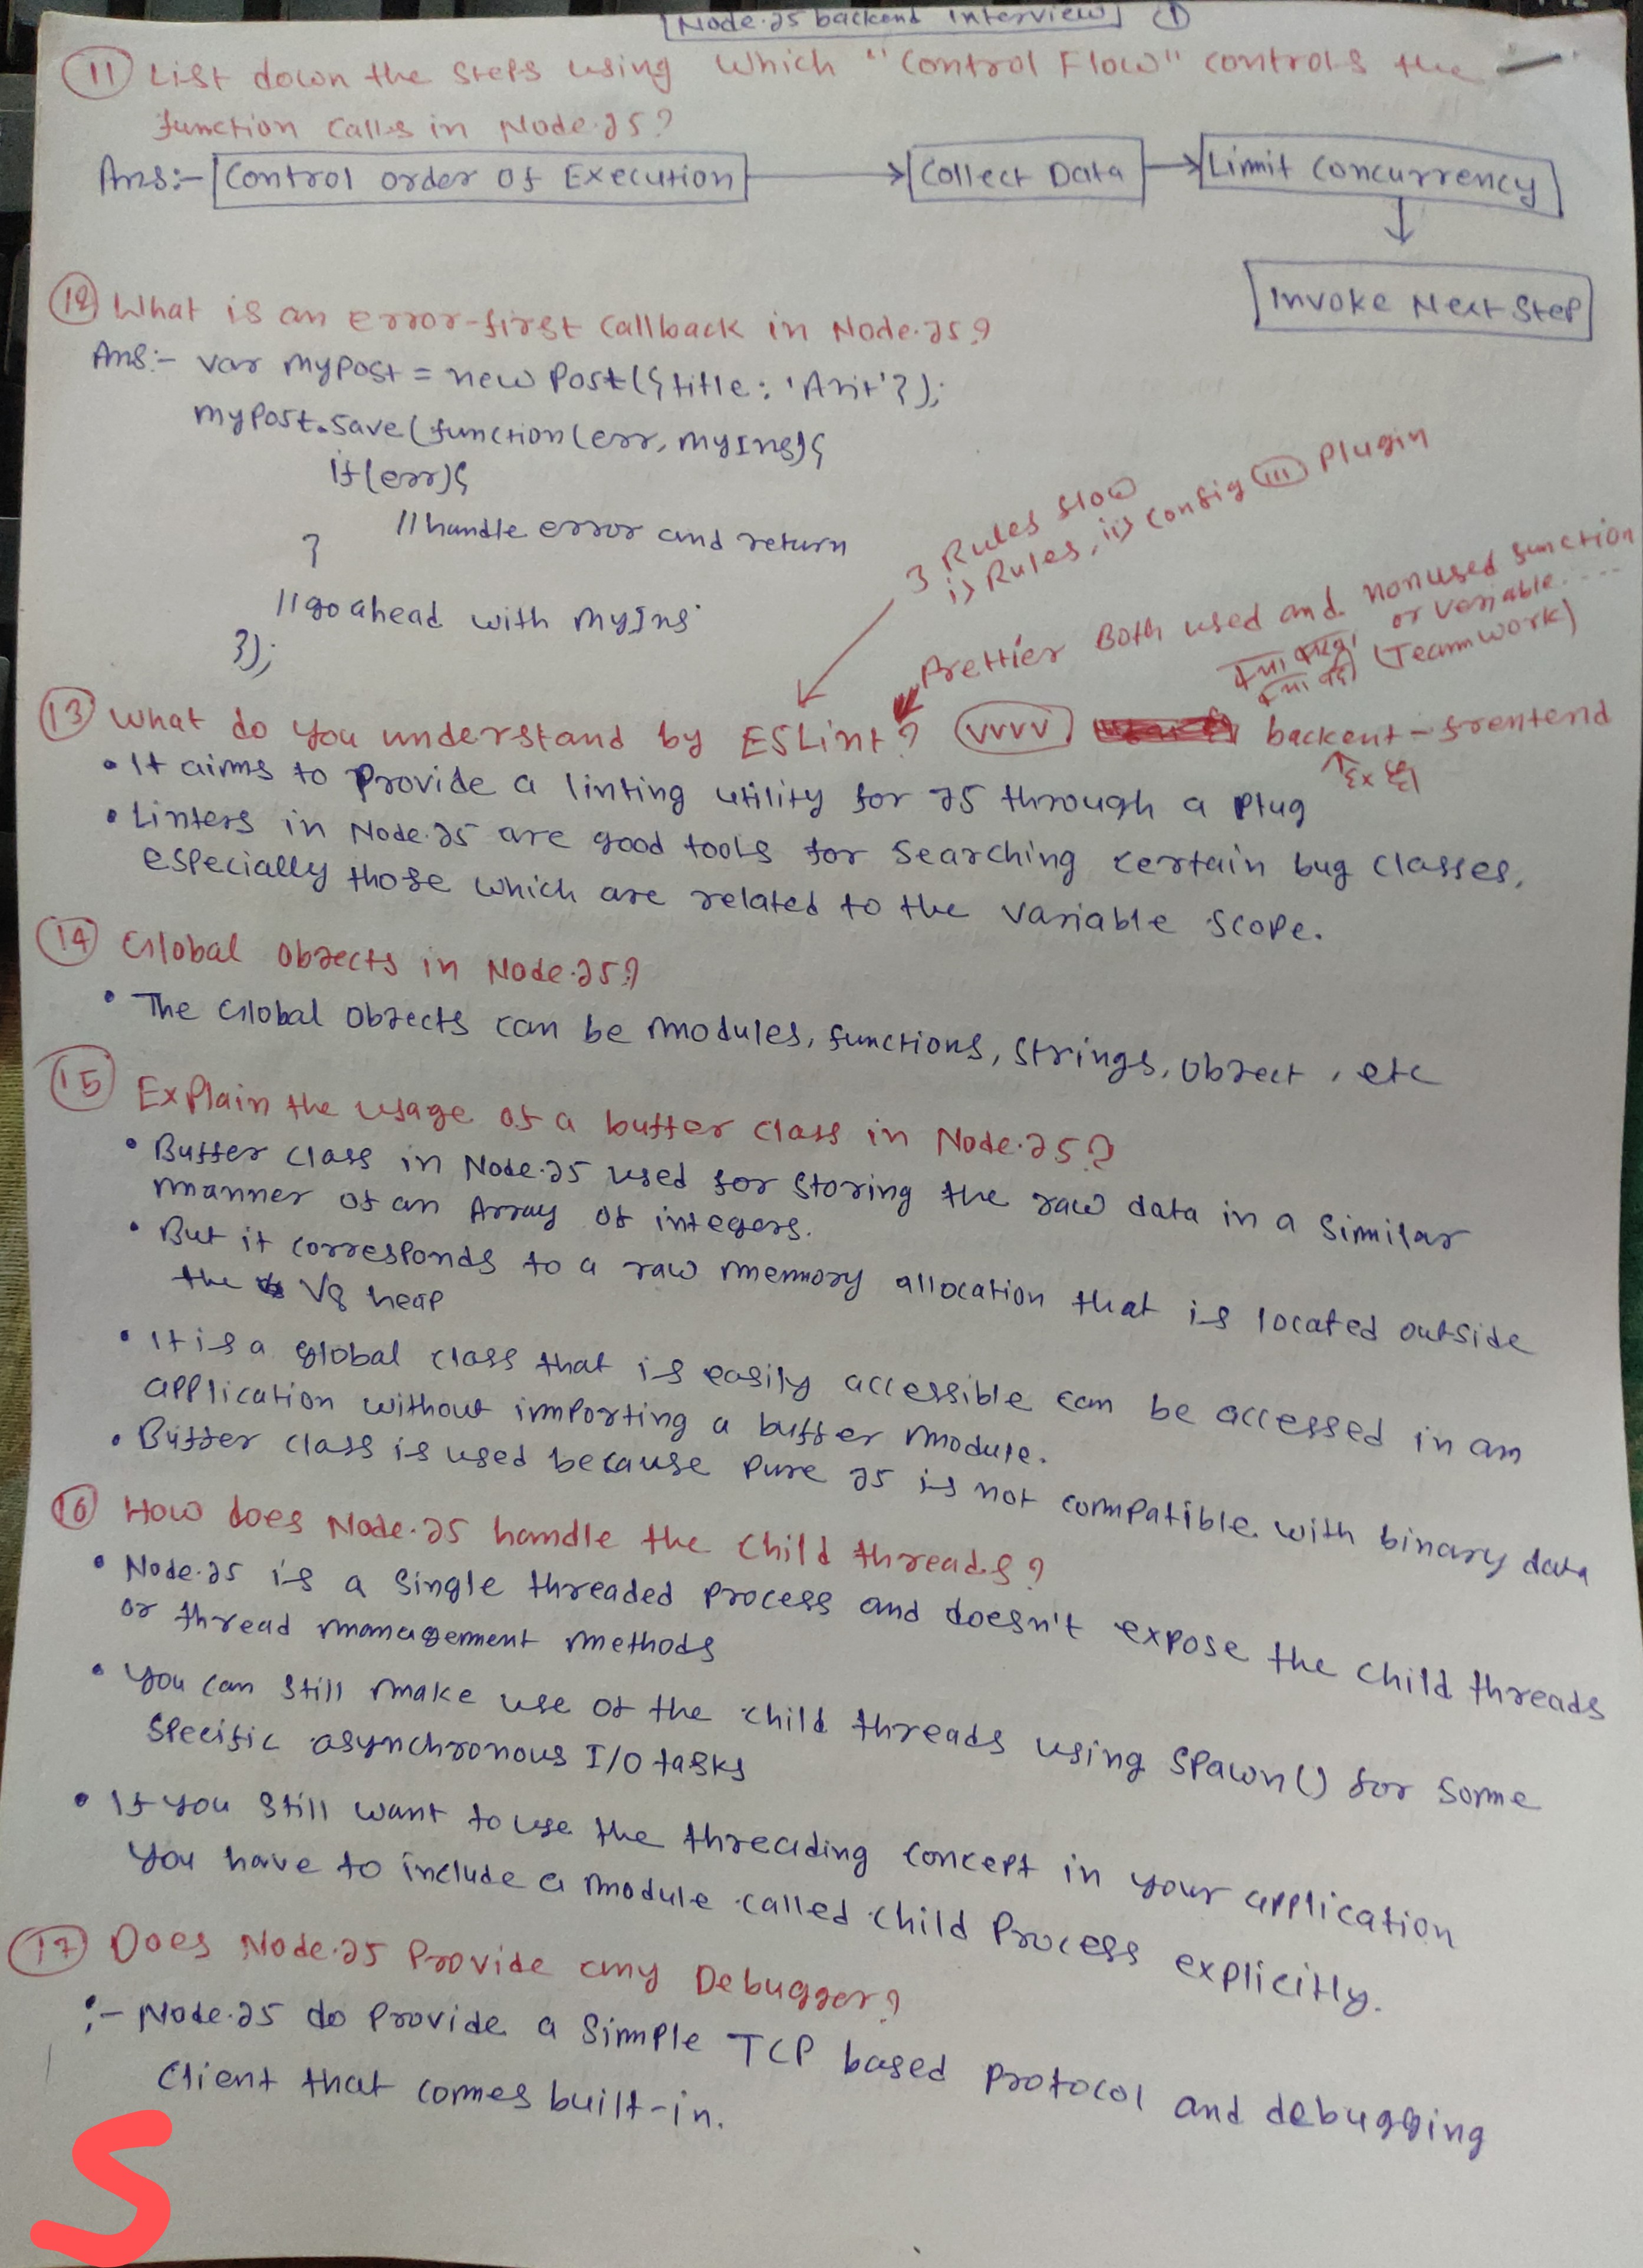 Node.JS backend Interview ①
⑪ List down the steps using which "Control Flow" controls the
function calls in Node.JS?
Ans:- Control order of Execution → Collect Data → Limit Concurrency
↓
Invoke Next Step
⑫ What is an error-first callback in Node.JS?
Ans:- var mypost = new Post({title: 'Arit'});
myPost.save(function(err, myIns){
if(err){
//handle error and return
}
//go ahead with myIns
});
3 Rules slow
i) Rules, ii) config (iii) Plugin
Prettier Both used and nonused function
or variable....
(Teamwork)
⑬ What do you understand by ESLint? (vvvv) backent - frentend
• It aims to provide a linting utility for JS through a plug
• Linters in Node.JS are good tools for searching certain bug classes,
especially those which are related to the variable scope.
⑭ Global objects in Node.JS?
• The Global objects can be modules, functions, strings, object, etc
⑮ Explain the usage of a buffer class in Node.JS?
• Buffer class in Node.JS used for storing the raw data in a similar
manner of an Array of integers.
• But it corresponds to a raw memory allocation that is located outside
the V8 heap
• It is a global class that is easily accessible can be accessed in an
application without importing a buffer module.
• Buffer class is used because pure JS is not compatible with binary data
⑯ How does Node.JS handle the child threads?
• Node.JS is a single threaded process and doesn't expose the child threads
or thread management methods
• You can still make use of the child threads using spawn() for some
specific asynchronous I/O tasks
• If you still want to use the threading concept in your application
you have to include a module called child process explicitly.
⑰ Does Node.JS Provide any Debugger?
:- Node.JS do provide a simple TCP based protocol and debugging
client that comes built-in.
S